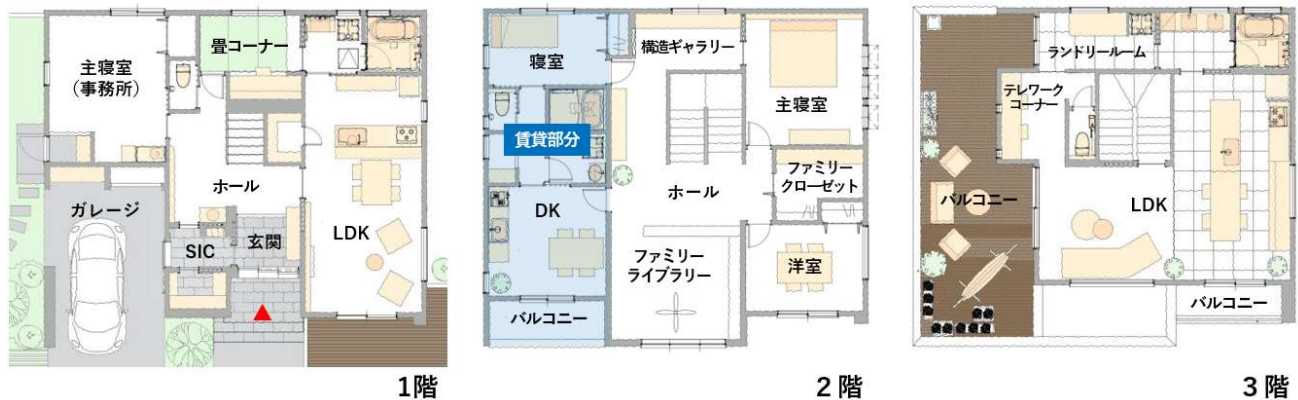 主寝室
(事務所)
畳コーナー
ホール
ガレージ
SIC
玄関
LDK
1階
寝室
構造ギャラリー
主寝室
賃貸部分
ファミリー
クローゼット
ホール
DK
ファミリー
ライブラリー
洋室
バルコニー
2階
ランドリールーム
テレワーク
コーナー
バルコニー
LDK
バルコニー
3階